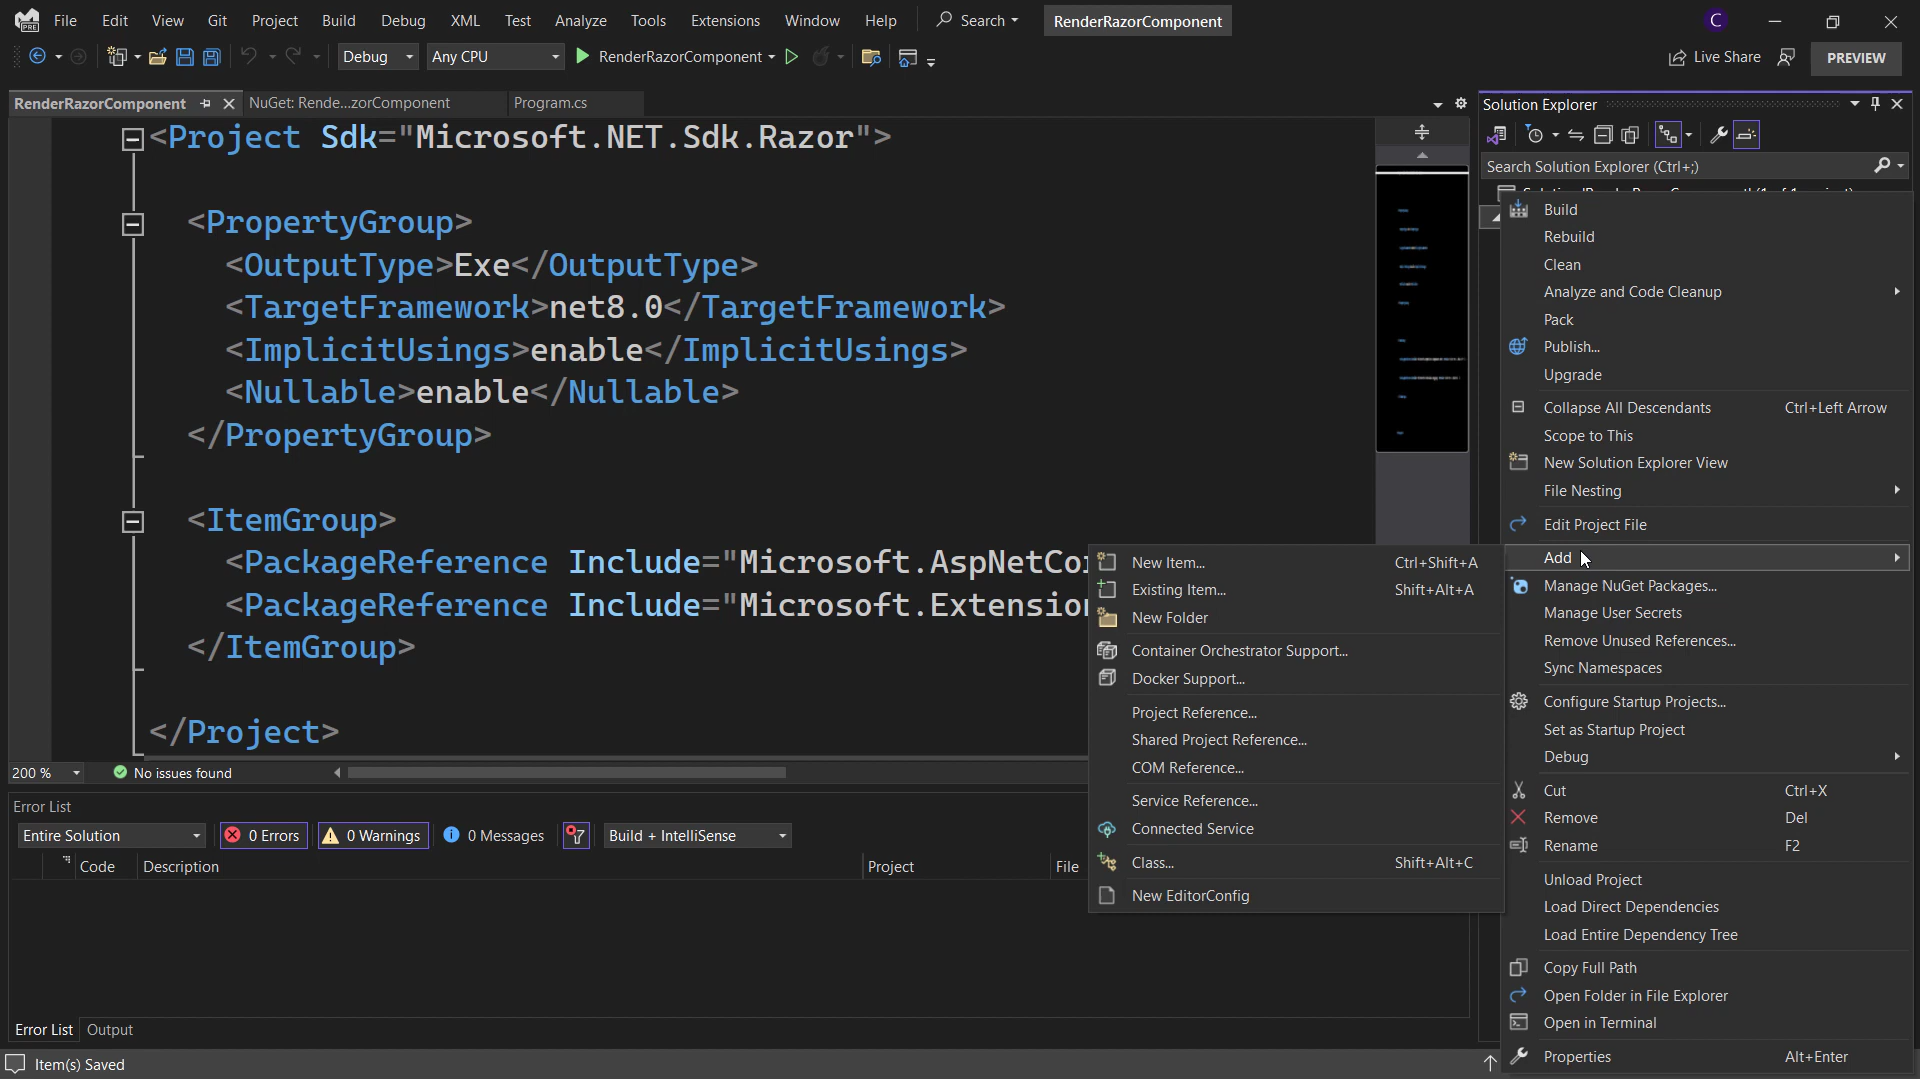 File Edit View Git Project Build Debug XML Test Analyze Tools Extensions Window Help Search RenderRazorComponent C
PRE
Debug Any CPU RenderRazorComponent Live Share PREVIEW
RenderRazorComponent NuGet: Rende...zorComponent Program.cs
<Project Sdk="Microsoft.NET.Sdk.Razor">
<PropertyGroup>
<OutputType>Exe</OutputType>
<TargetFramework>net8.0</TargetFramework>
<ImplicitUsings>enable</ImplicitUsings>
<Nullable>enable</Nullable>
</PropertyGroup>
<ItemGroup>
<PackageReference Include="Microsoft.AspNetCo
<PackageReference Include="Microsoft.Extension
</ItemGroup>
</Project>
200 % No issues found
Error List
Entire Solution 0 Errors 0 Warnings 0 Messages Build + IntelliSense
Code Description Project File
Error List Output
Item(s) Saved
New Item... Ctrl+Shift+A
Existing Item... Shift+Alt+A
New Folder
Container Orchestrator Support...
Docker Support...
Project Reference...
Shared Project Reference...
COM Reference...
Service Reference...
Connected Service
Class... Shift+Alt+C
New EditorConfig
Solution Explorer
Search Solution Explorer (Ctrl+;)
Build
Rebuild
Clean
Analyze and Code Cleanup
Pack
Publish...
Upgrade
Collapse All Descendants Ctrl+Left Arrow
Scope to This
New Solution Explorer View
File Nesting
Edit Project File
Add
Manage NuGet Packages...
Manage User Secrets
Remove Unused References...
Sync Namespaces
Configure Startup Projects...
Set as Startup Project
Debug
Cut Ctrl+X
Remove Del
Rename F2
Unload Project
Load Direct Dependencies
Load Entire Dependency Tree
Copy Full Path
Open Folder in File Explorer
Open in Terminal
Properties Alt+Enter